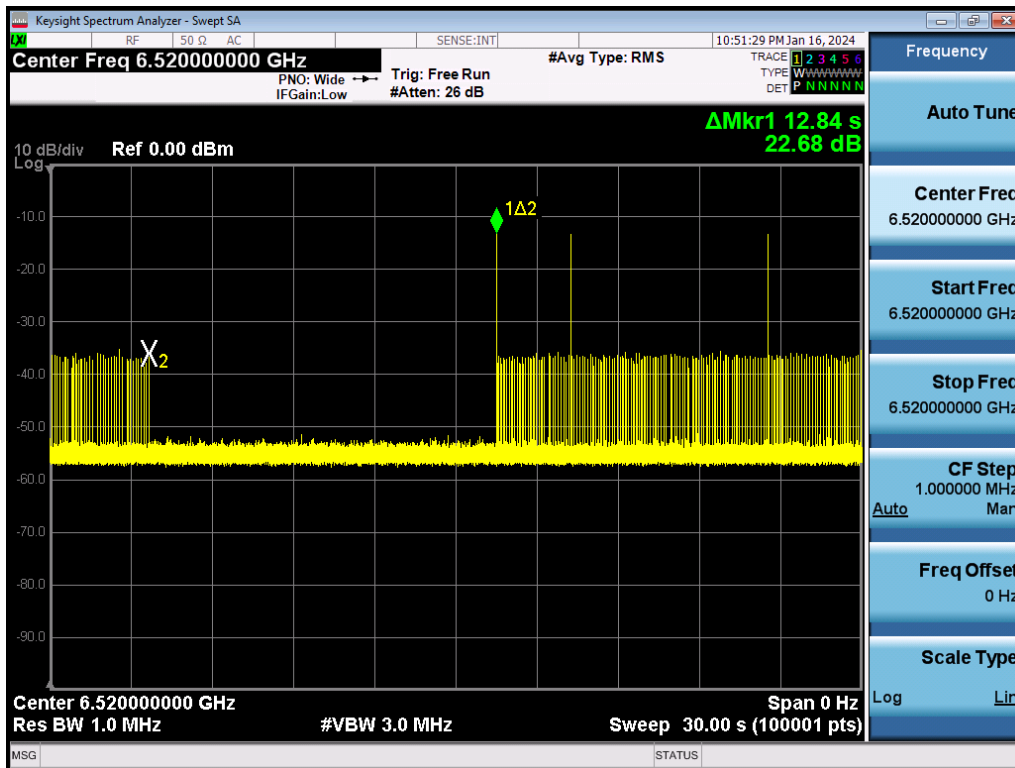 Keysight Spectrum Analyzer - Swept SA
LXI
RF 50 Ω AC SENSE:INT 10:51:29 PM Jan 16, 2024
Center Freq 6.520000000 GHz
PNO: Wide
IFGain:Low
Trig: Free Run
#Atten: 26 dB
#Avg Type: RMS
TRACE 1 2 3 4 5 6
TYPE W
DET P N N N N N
ΔMkr1 12.84 s
22.68 dB
10 dB/div Ref 0.00 dBm
Log
1Δ2
X2
-10.0
-20.0
-30.0
-40.0
-50.0
-60.0
-70.0
-80.0
-90.0
Center 6.520000000 GHz Span 0 Hz
Res BW 1.0 MHz #VBW 3.0 MHz Sweep 30.00 s (100001 pts)
MSG STATUS
Frequency
Auto Tune
Center Freq
6.520000000 GHz
Start Freq
6.520000000 GHz
Stop Freq
6.520000000 GHz
CF Step
1.000000 MHz
Auto Man
Freq Offset
0 Hz
Scale Type
Log Lin